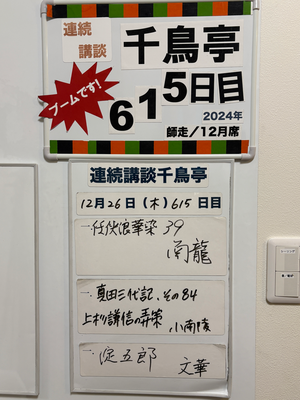 連続
講談
千鳥亭
ブームです!
615日目
2024年
師走/12月席
連続講談千鳥亭
12月26日(木)615日目
一、任侠浪華染 39
南龍
一、真田三代記、その84
上杉謙信の弄策 小南陵
一、淀五郎 文華